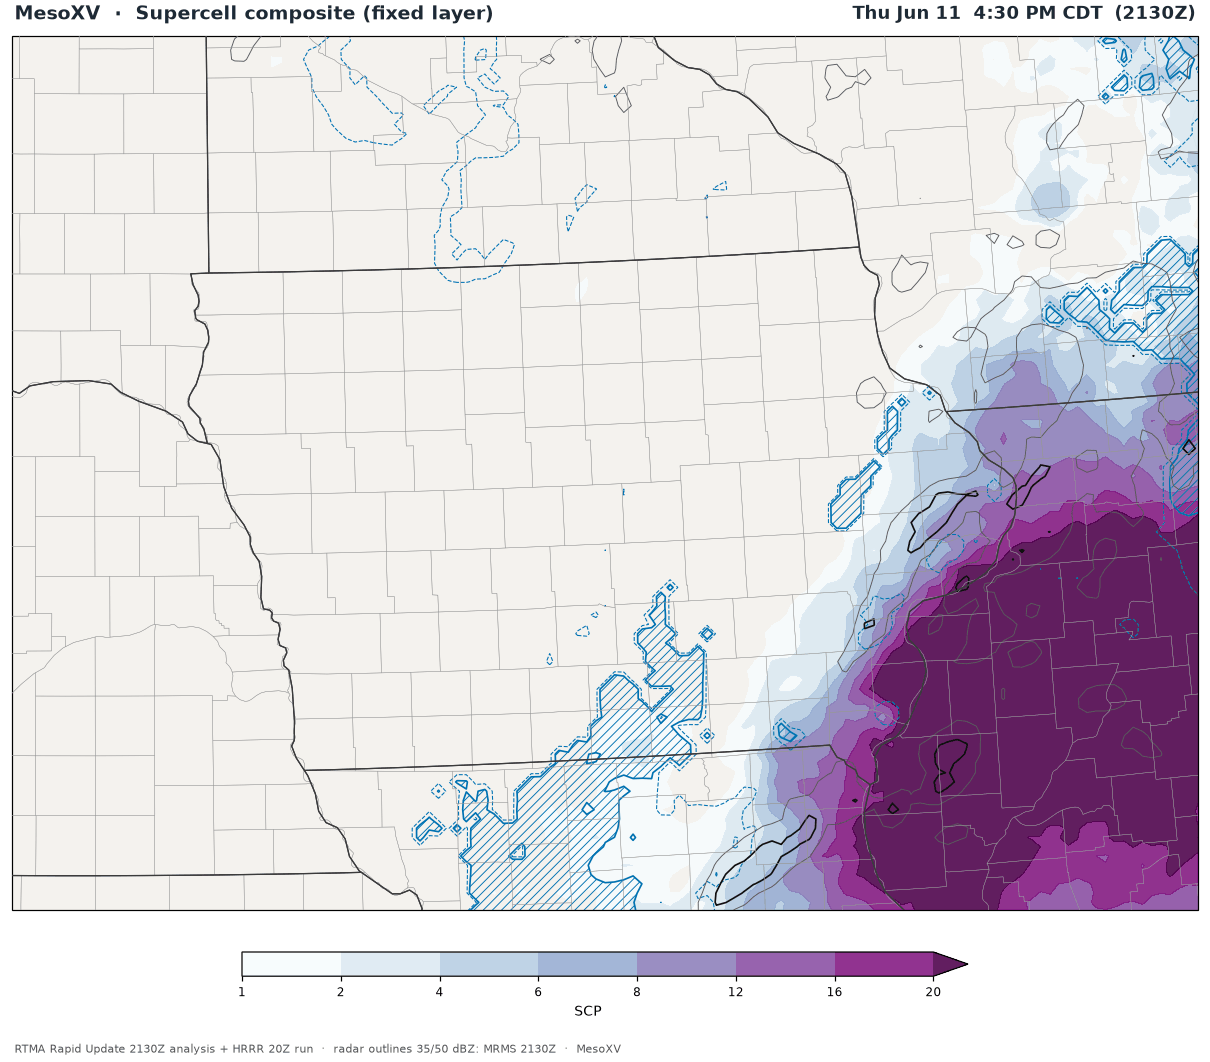 MesoXV · Supercell composite (fixed layer)
Thu Jun 11 4:30 PM CDT (2130Z)
1 2 4 6 8 12 16 20
SCP
RTMA Rapid Update 2130Z analysis + HRRR 20Z run · radar outlines 35/50 dBZ: MRMS 2130Z · MesoXV